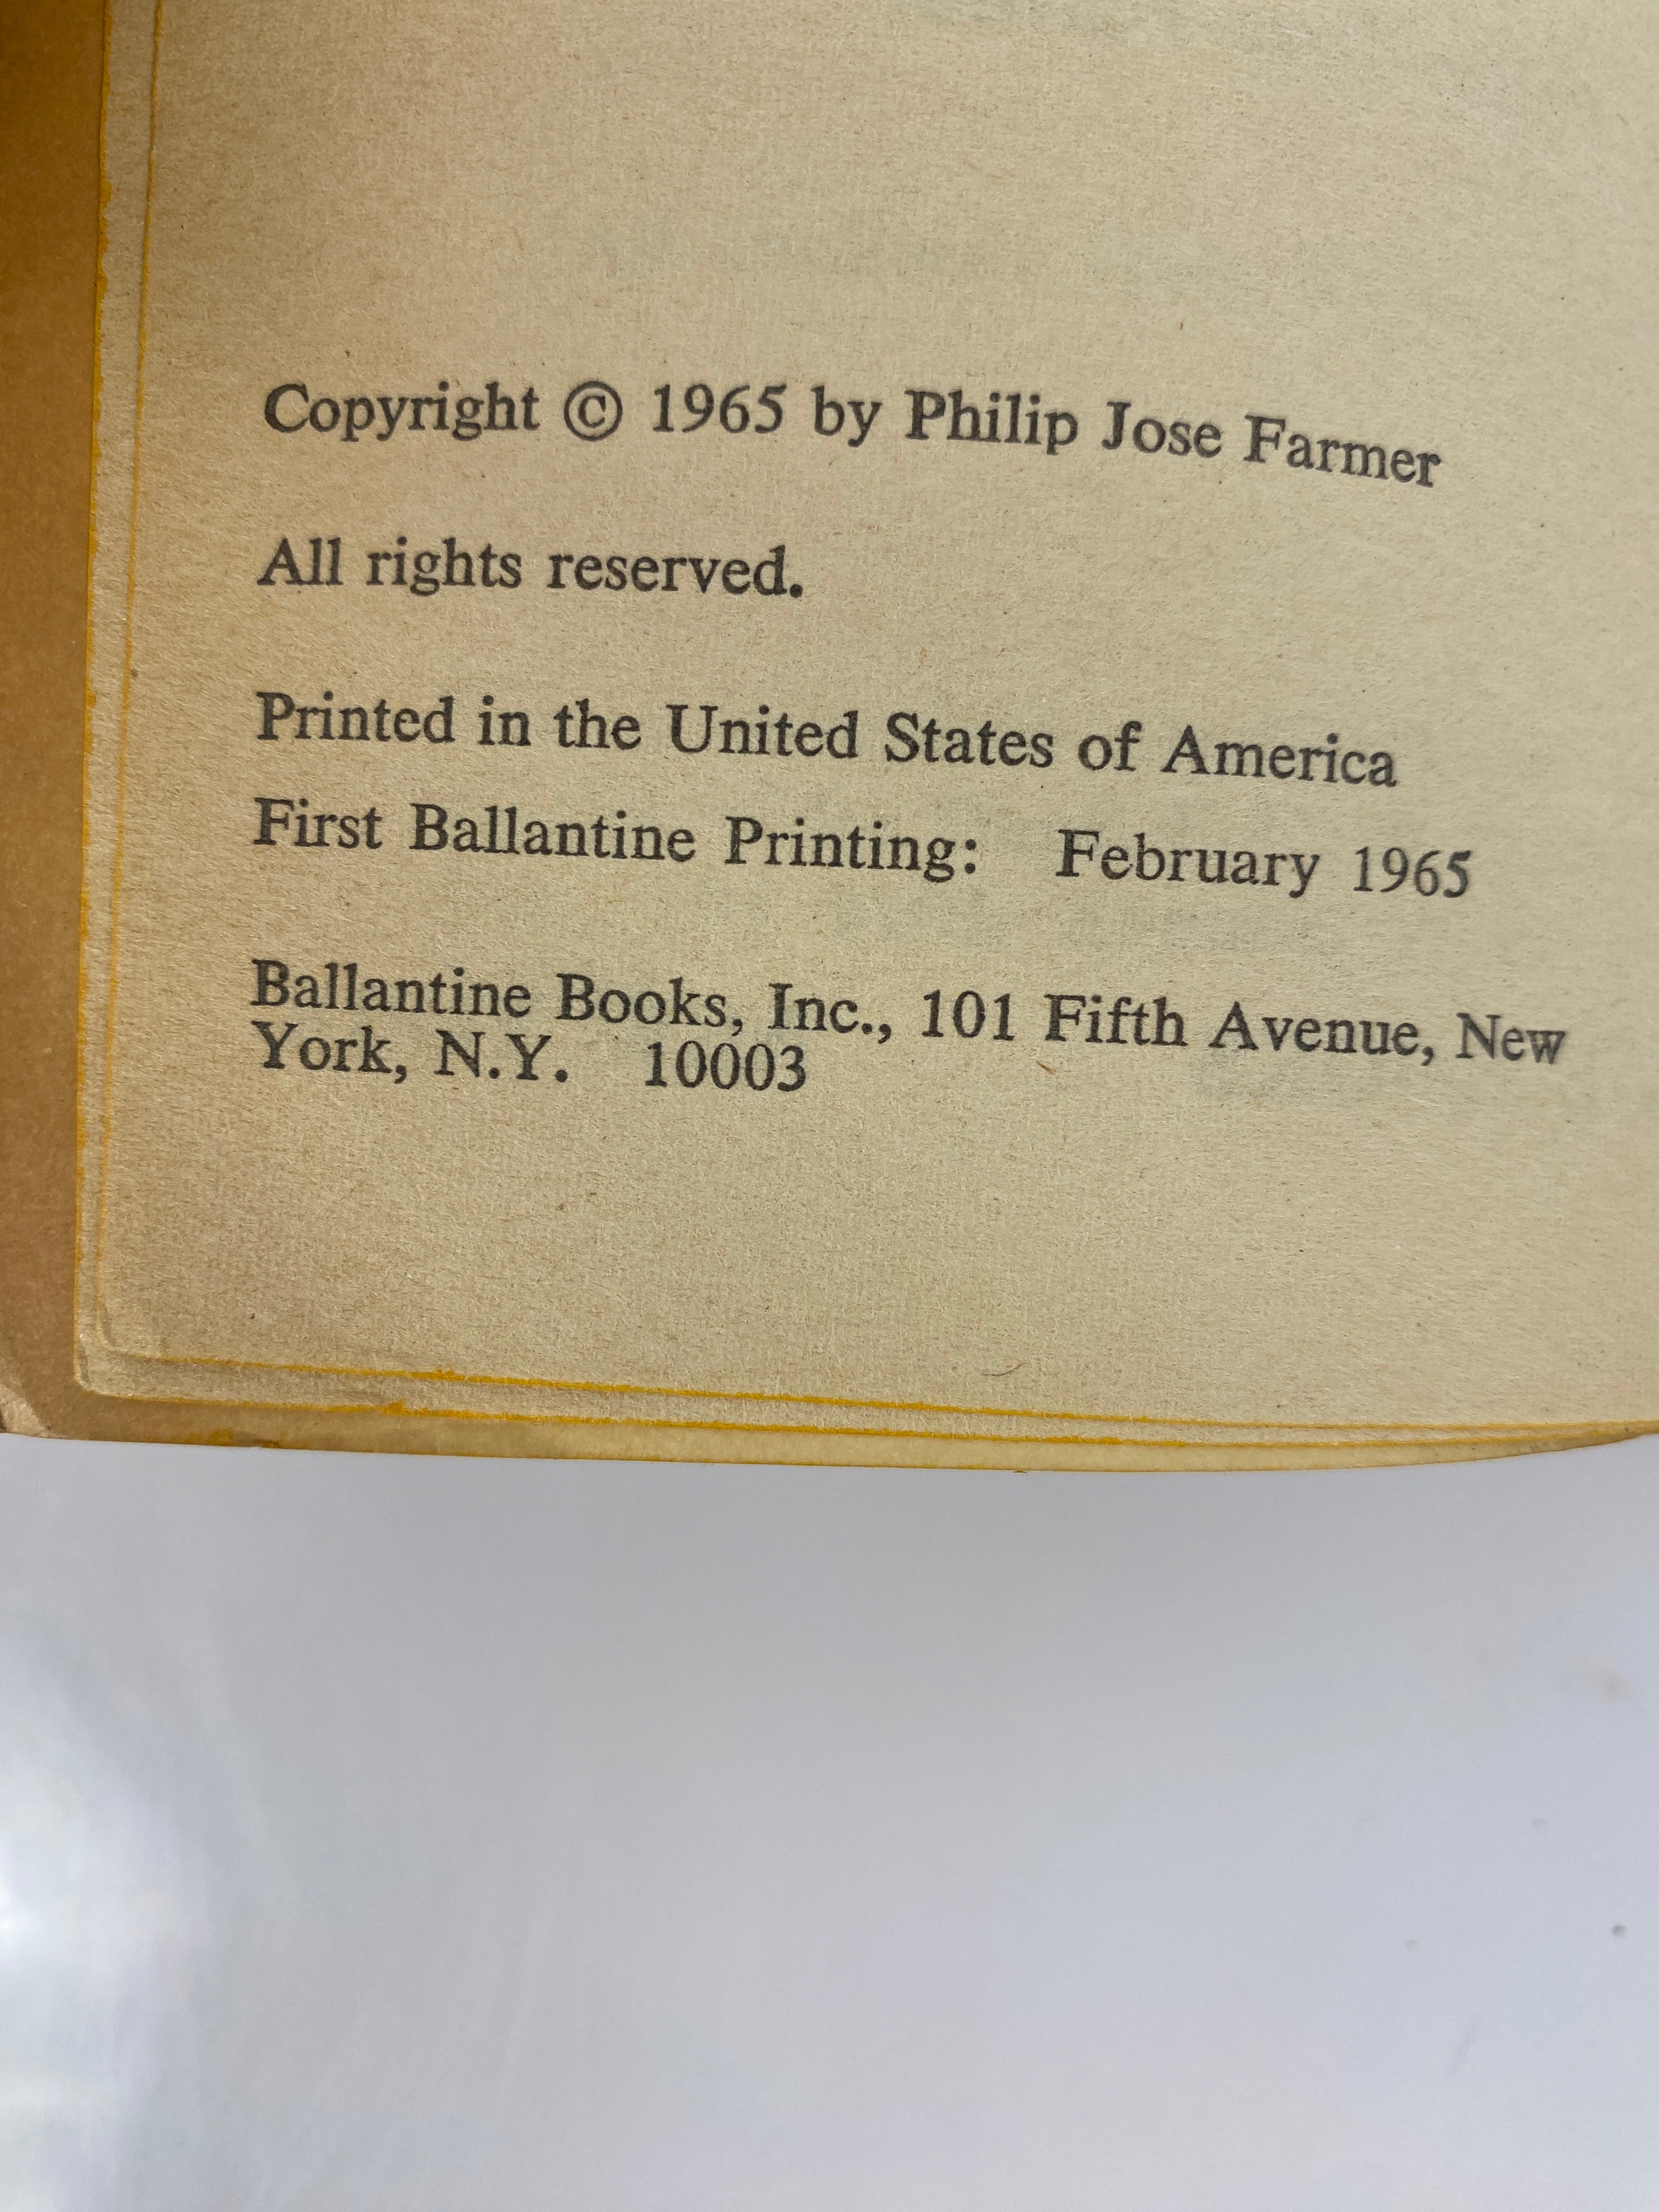 Copyright © 1965 by Philip Jose Farmer
All rights reserved.
Printed in the United States of America
First Ballantine Printing: February 1965
Ballantine Books, Inc., 101 Fifth Avenue, New
York, N.Y. 10003